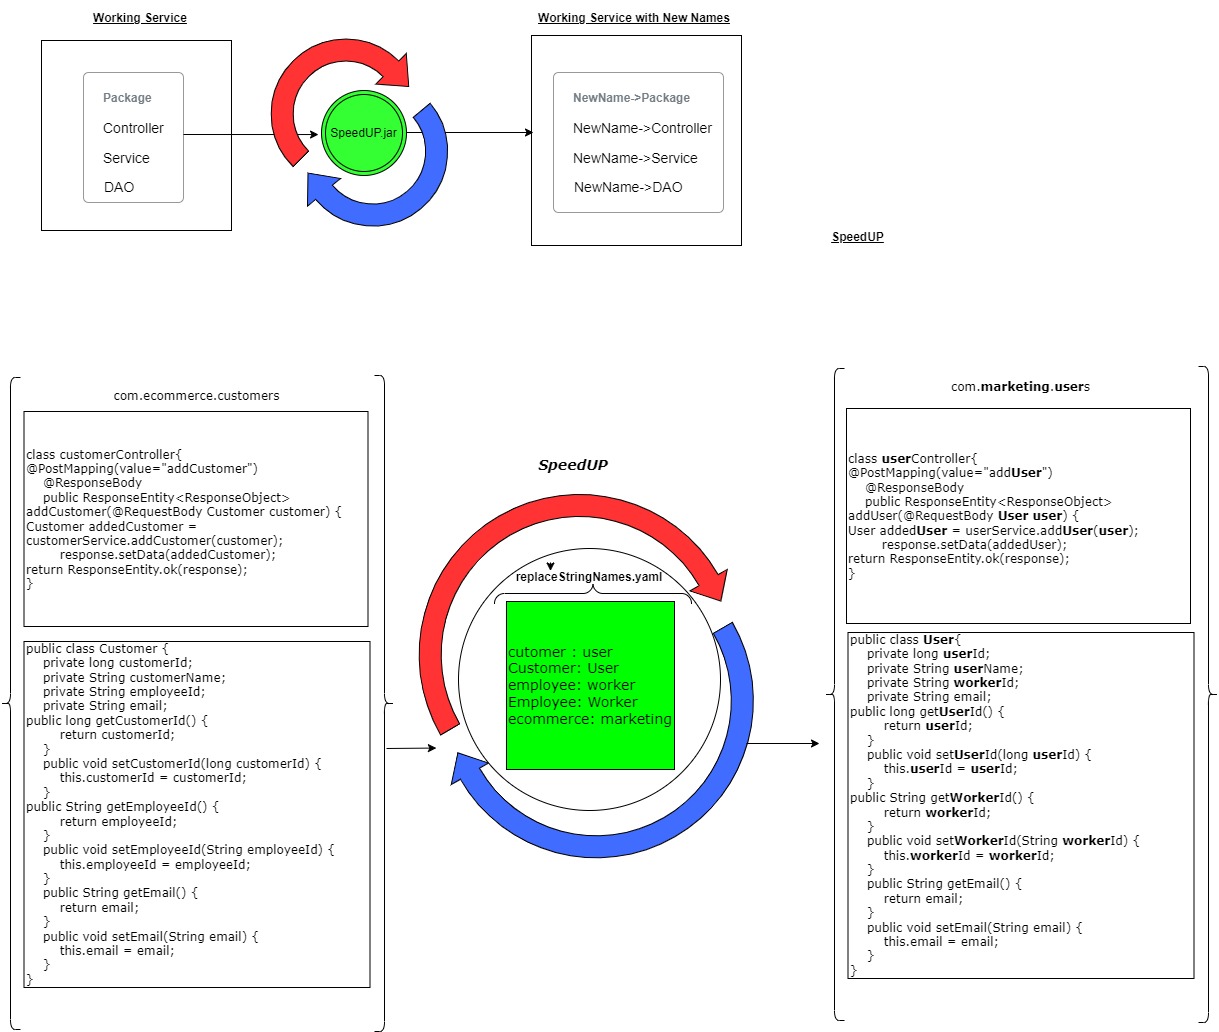 Working Service
Working Service with New Names
Package
Controller
Service
DAO
SpeedUP.jar
NewName->Package
NewName->Controller
NewName->Service
NewName->DAO
SpeedUP
com.ecommerce.customers
class customerController{
@PostMapping(value="addCustomer")
@ResponseBody
public ResponseEntity<ResponseObject>
addCustomer(@RequestBody Customer customer) {
Customer addedCustomer =
customerService.addCustomer(customer);
response.setData(addedCustomer);
return ResponseEntity.ok(response);
}
public class Customer {
private long customerId;
private String customerName;
private String employeeId;
private String email;
public long getCustomerId() {
return customerId;
}
public void setCustomerId(long customerId) {
this.customerId = customerId;
}
public String getEmployeeId() {
return employeeId;
}
public void setEmployeeId(String employeeId) {
this.employeeId = employeeId;
}
public String getEmail() {
return email;
}
public void setEmail(String email) {
this.email = email;
}
}
SpeedUP
replaceStringNames.yaml
cutomer : user
Customer: User
employee: worker
Employee: Worker
ecommerce: marketing
com.marketing.users
class userController{
@PostMapping(value="addUser")
@ResponseBody
public ResponseEntity<ResponseObject>
addUser(@RequestBody User user) {
User addedUser = userService.addUser(user);
response.setData(addedUser);
return ResponseEntity.ok(response);
}
public class User{
private long userId;
private String userName;
private String workerId;
private String email;
public long getUserId() {
return userId;
}
public void setUserId(long userId) {
this.userId = userId;
}
public String getWorkerId() {
return workerId;
}
public void setWorkerId(String workerId) {
this.workerId = workerId;
}
public String getEmail() {
return email;
}
public void setEmail(String email) {
this.email = email;
}
}